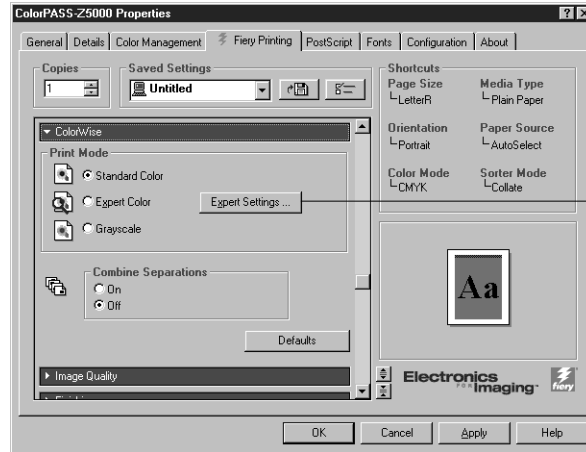 ColorPASS-Z5000 Properties
General Details Color Management Fiery Printing PostScript Fonts Configuration About
Copies
1
Saved Settings
Untitled
Shortcuts
Page Size
LetterR
Media Type
Plain Paper
Orientation
Portrait
Paper Source
AutoSelect
Color Mode
CMYK
Sorter Mode
Collate
ColorWise
Print Mode
Standard Color
Expert Color
Expert Settings ...
Grayscale
Combine Separations
On
Off
Defaults
Image Quality
Aa
Electronics
FOR Imaging
fiery
OK Cancel Apply Help